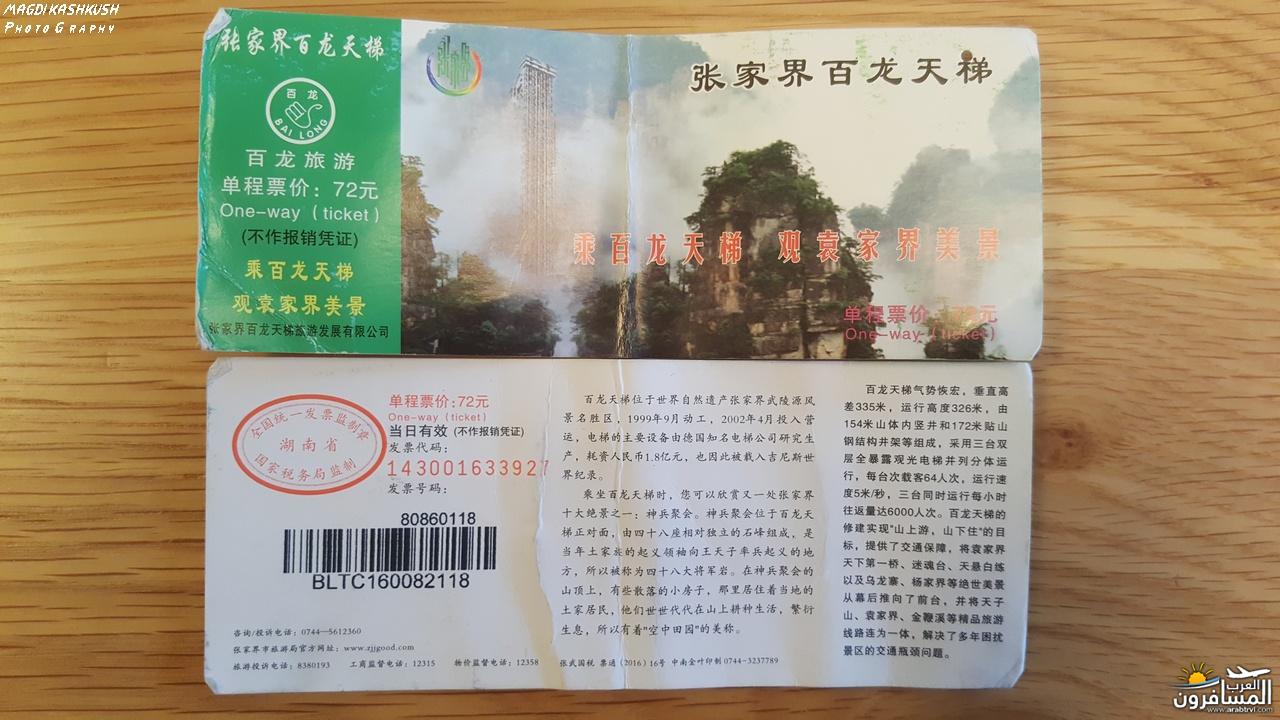 MAGDI KASHKUSH
PHOTO GRAPHY
张家界百龙天梯
百龙
BAI LONG
百龙旅游
单程票价：72元
One-way (ticket)
(不作报销凭证)
乘百龙天梯
观袁家界美景
张家界百龙天梯旅游发展有限公司
张家界百龙天梯
乘百龙天梯 观袁家界美景
单程票价：72元
One-way (ticket)
全国统一发票监制章
湖南省
国家税务局监制
单程票价:72元
One-way (ticket)
当日有效 (不作报销凭证)
发票代码：
143001633927
发票号码：
80860118
BLTC160082118
咨询/投诉电话：0744—5612360
张家界市旅游局官方网址：www.zjjgood.com
旅游投诉电话：8380193 工商监督电话：12315 物价监督电话：12358 张武国税 票通 (2016) 16号 中南金叶印制 0744-3237789
百龙天梯位于世界自然遗产张家界武陵源风
景名胜区，1999年9月动工，2002年4月投入营
运，电梯的主要设备由德国知名电梯公司研究生
产，耗资人民币1.8亿元，也因此被载入吉尼斯世
界纪录。
乘坐百龙天梯时，您可以欣赏又一处张家界
十大绝景之一：神兵聚会。神兵聚会位于百龙天
梯正对面，由四十八座相对独立的石峰组成，是
当年土家族的起义领袖向王天子率兵起义的地
方，所以被称为四十八大将军岩。在神兵聚会的
山顶上，有些散落的小房子，那里居住着当地的
土家居民，他们世世代代在山上耕种生活，繁衍
生息，所以有着"空中田园"的美称。
百龙天梯气势恢宏，垂直高
差335米，运行高度326米，由
154米山体内竖井和172米贴山
钢结构井架等组成，采用三台双
层全暴露观光电梯并列分体运
行，每台次载客64人次，运行速
度5米/秒，三台同时运行每小时
往返量达6000人次。百龙天梯的
修建实现"山上游，山下住"的目
标，提供了交通保障，将袁家界
天下第一桥、迷魂台、天悬白练
以及乌龙寨、杨家界等绝世美景
从幕后推向了前台，并将天子
山、袁家界、金鞭溪等精品旅游
线路连为一体，解决了多年困扰
景区的交通瓶颈问题。
العرب
المسافرون
www.arabtrvl.com